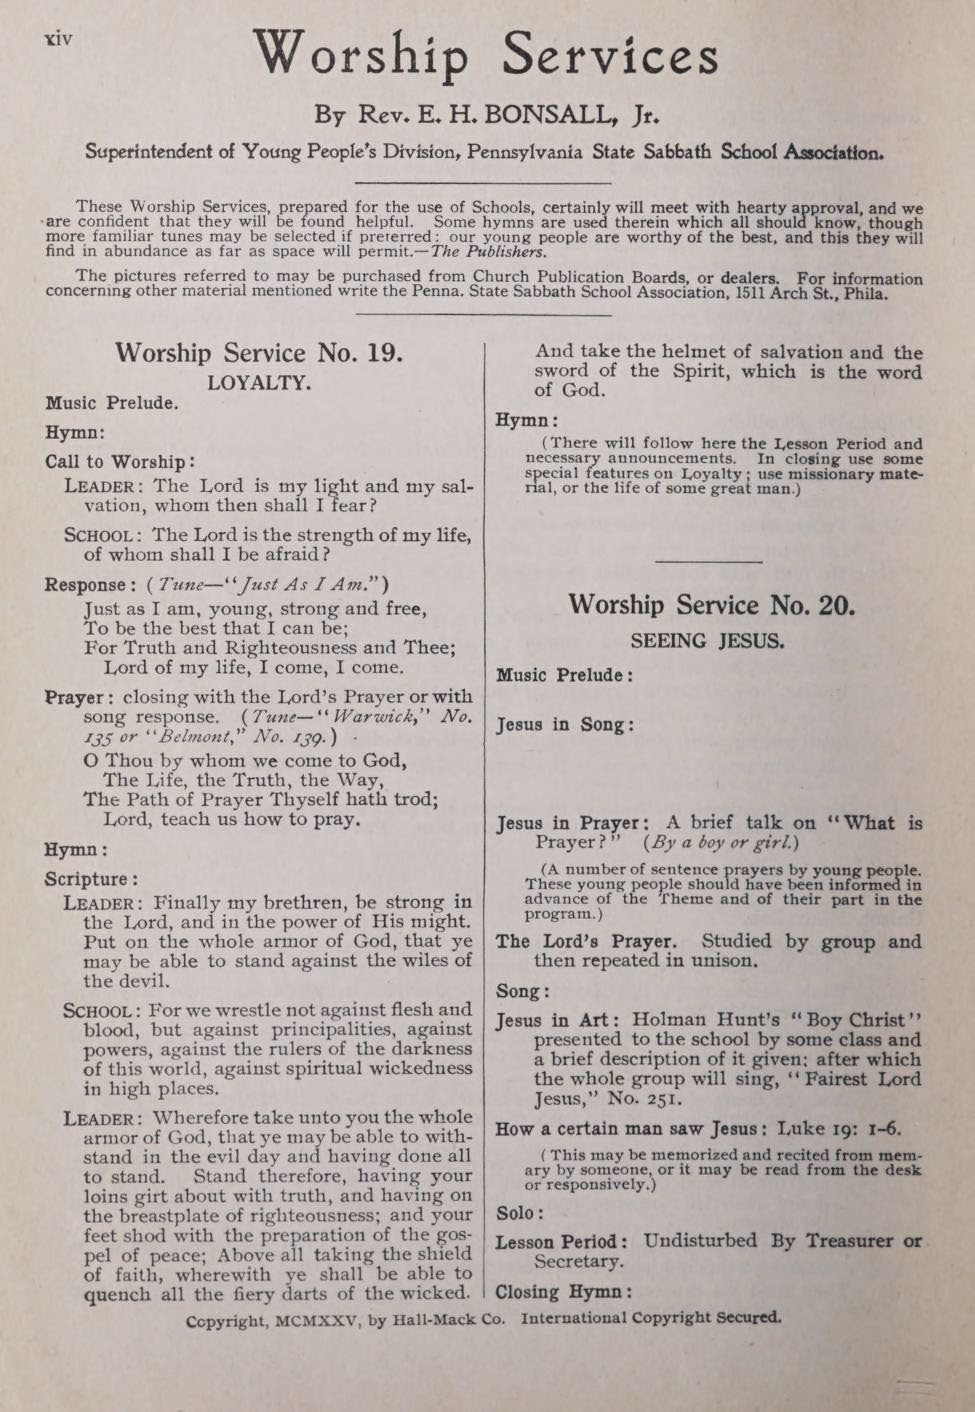 xiv
Worship Services
By Rev. E. H. BONSALL, Jr.
Superintendent of Young People's Division, Pennsylvania State Sabbath School Association.
These Worship Services, prepared for the use of Schools, certainly will meet with hearty approval, and we
are confident that they will be found helpful. Some hymns are used therein which all should know, though
more familiar tunes may be selected if preferred: our young people are worthy of the best, and this they will
find in abundance as far as space will permit.—The Publishers.
The pictures referred to may be purchased from Church Publication Boards, or dealers. For information
concerning other material mentioned write the Penna. State Sabbath School Association, 1511 Arch St., Phila.
Worship Service No. 19.
LOYALTY.
Music Prelude.
Hymn:
Call to Worship:
LEADER: The Lord is my light and my sal-
vation, whom then shall I fear?
SCHOOL: The Lord is the strength of my life,
of whom shall I be afraid?
Response: (Tune—"Just As I Am.")
Just as I am, young, strong and free,
To be the best that I can be;
For Truth and Righteousness and Thee;
Lord of my life, I come, I come.
Prayer: closing with the Lord's Prayer or with
song response. (Tune—"Warwick," No.
135 or "Belmont," No. 139.)
O Thou by whom we come to God,
The Life, the Truth, the Way,
The Path of Prayer Thyself hath trod;
Lord, teach us how to pray.
Hymn:
Scripture:
LEADER: Finally my brethren, be strong in
the Lord, and in the power of His might.
Put on the whole armor of God, that ye
may be able to stand against the wiles of
the devil.
SCHOOL: For we wrestle not against flesh and
blood, but against principalities, against
powers, against the rulers of the darkness
of this world, against spiritual wickedness
in high places.
LEADER: Wherefore take unto you the whole
armor of God, that ye may be able to with-
stand in the evil day and having done all
to stand. Stand therefore, having your
loins girt about with truth, and having on
the breastplate of righteousness; and your
feet shod with the preparation of the gos-
pel of peace; Above all taking the shield
of faith, wherewith ye shall be able to
quench all the fiery darts of the wicked.
And take the helmet of salvation and the
sword of the Spirit, which is the word
of God.
Hymn:
(There will follow here the Lesson Period and
necessary announcements. In closing use some
special features on Loyalty; use missionary mate-
rial, or the life of some great man.)
Worship Service No. 20.
SEEING JESUS.
Music Prelude:
Jesus in Song:
Jesus in Prayer: A brief talk on "What is
Prayer?" (By a boy or girl.)
(A number of sentence prayers by young people.
These young people should have been informed in
advance of the Theme and of their part in the
program.)
The Lord's Prayer. Studied by group and
then repeated in unison.
Song:
Jesus in Art: Holman Hunt's "Boy Christ"
presented to the school by some class and
a brief description of it given; after which
the whole group will sing, "Fairest Lord
Jesus," No. 251.
How a certain man saw Jesus: Luke 19: 1-6.
(This may be memorized and recited from mem-
ary by someone, or it may be read from the desk
or responsively.)
Solo:
Lesson Period: Undisturbed By Treasurer or
Secretary.
Closing Hymn:
Copyright, MCMXXV, by Hall-Mack Co. International Copyright Secured.